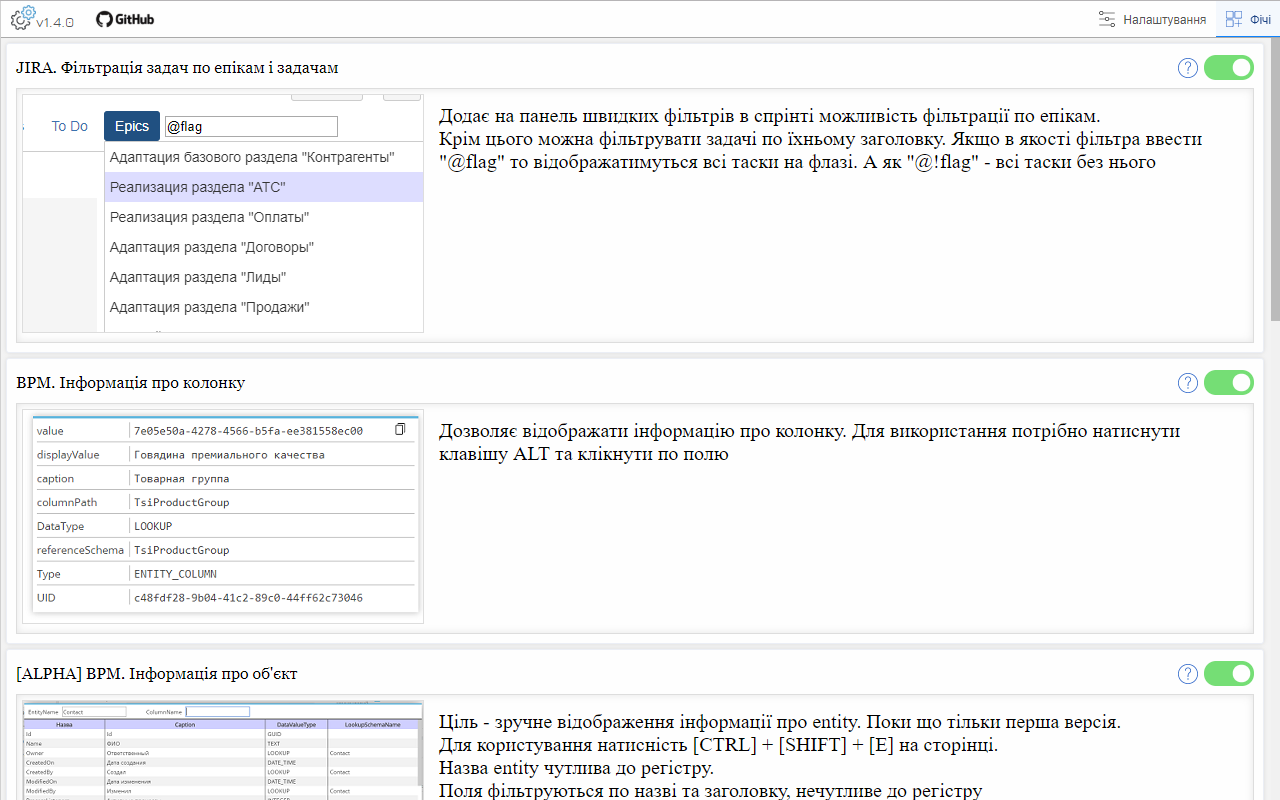 v1.4.0 GitHub Налаштування Фічі
JIRA. Фільтрація задач по епікам і задачам ?
To Do Epics @flag
Адаптация базового раздела "Контрагенты"
Реализация раздела "АТС"
Реализация раздела "Оплаты"
Адаптация раздела "Договоры"
Адаптация раздела "Лиды"
Адаптация раздела "Продажи"
Додає на панель швидких фільтрів в спринті можливість фільтрації по епікам.
Крім цього можна фільтрувати задачі по їхньому заголовку. Якщо в якості фільтра ввести
"@flag" то відображатимуться всі таски на флазі. А як "@!flag" - всі таски без нього
BPM. Інформація про колонку ?
value 7e05e50a-4278-4566-b5fa-ee381558ec00
displayValue Говядина премиального качества
caption Товарная группа
columnPath TsiProductGroup
DataType LOOKUP
referenceSchema TsiProductGroup
Type ENTITY_COLUMN
UID c48fdf28-9b04-41c2-89c0-44ff62c73046
Дозволяє відображати інформацію про колонку. Для використання потрібно натиснути
клавішу ALT та клікнути по полю
[ALPHA] BPM. Інформація про об'єкт ?
EntityName Contact ColumnName
Назва Caption DataValueType LookupSchemaName
Id Id GUID
Name ФИО TEXT
Owner Ответственный LOOKUP Contact
CreatedOn Дата создания DATE_TIME
CreatedBy Создал LOOKUP Contact
ModifiedOn Дата изменения DATE_TIME
ModifiedBy Изменил LOOKUP Contact
Ціль - зручне відображення інформації про entity. Поки що тільки перша версія.
Для користування натисність [CTRL] + [SHIFT] + [E] на сторінці.
Назва entity чутлива до регістру.
Поля фільтруються по назві та заголовку, нечутливе до регістру